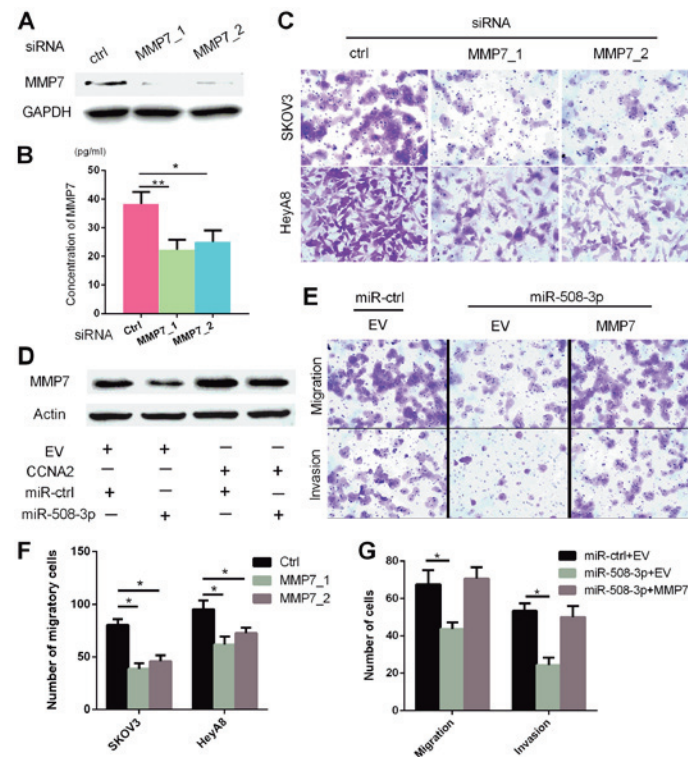 A
siRNA
ctrl
MMP7_1
MMP7_2
MMP7
GAPDH
B
(pg/ml)
Concentration of MMP7
50
40
30
20
10
0
**
*
siRNA
Ctrl
MMP7_1
MMP7_2
C
siRNA
ctrl
MMP7_1
MMP7_2
SKOV3
HeyA8
D
MMP7
Actin
EV + + — —
CCNA2 — — + +
miR-ctrl + — + —
miR-508-3p — + — +
E
miR-ctrl
miR-508-3p
EV
EV
MMP7
Migration
Invasion
F
Number of migratory cells
150
100
50
0
Ctrl
MMP7_1
MMP7_2
*
*
*
*
SKOV3
HeyA8
G
Number of cells
80
60
40
20
0
miR-ctrl+EV
miR-508-3p+EV
miR-508-3p+MMP7
*
*
Migration
Invasion